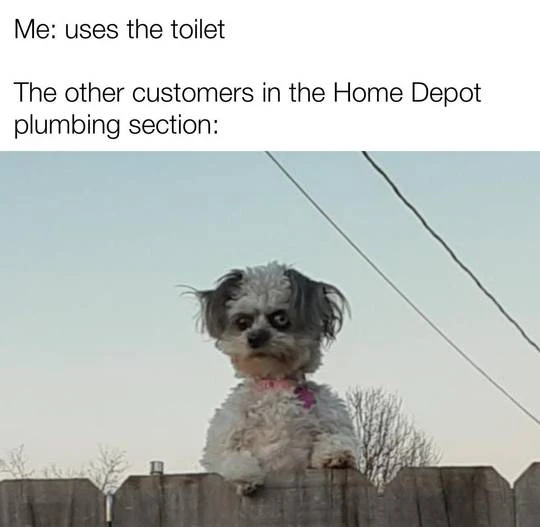 Me: uses the toilet
The other customers in the Home Depot
plumbing section: